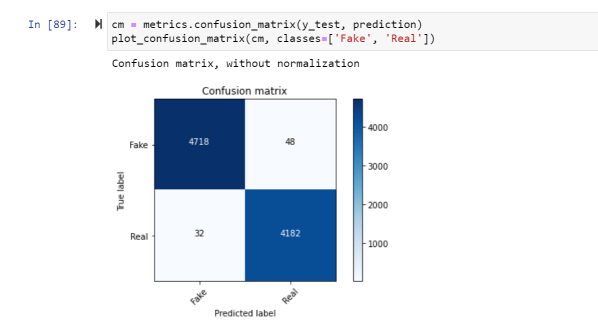 In [89]:
cm = metrics.confusion_matrix(y_test, prediction)
plot_confusion_matrix(cm, classes=['Fake', 'Real'])
Confusion matrix, without normalization
Confusion matrix
Fake
4718
48
Real
32
4182
True label
Fake
Real
Predicted label
4000
3000
2000
1000